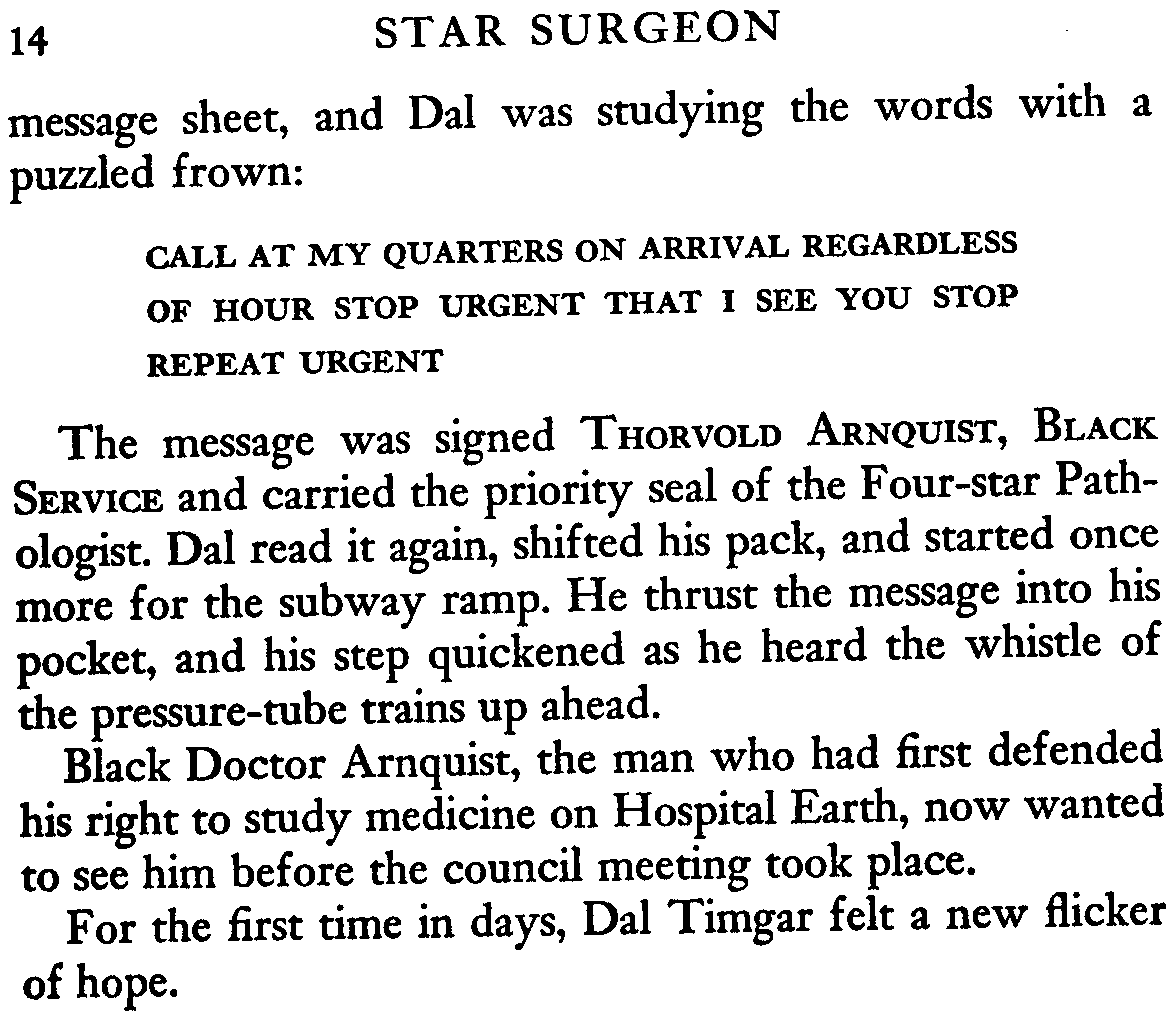 14 STAR SURGEON
message sheet, and Dal was studying the words with a
puzzled frown:
CALL AT MY QUARTERS ON ARRIVAL REGARDLESS
OF HOUR STOP URGENT THAT I SEE YOU STOP
REPEAT URGENT
The message was signed THORVOLD ARNQUIST, BLACK
SERVICE and carried the priority seal of the Four-star Path-
ologist. Dal read it again, shifted his pack, and started once
more for the subway ramp. He thrust the message into his
pocket, and his step quickened as he heard the whistle of
the pressure-tube trains up ahead.
Black Doctor Arnquist, the man who had first defended
his right to study medicine on Hospital Earth, now wanted
to see him before the council meeting took place.
For the first time in days, Dal Timgar felt a new flicker
of hope.